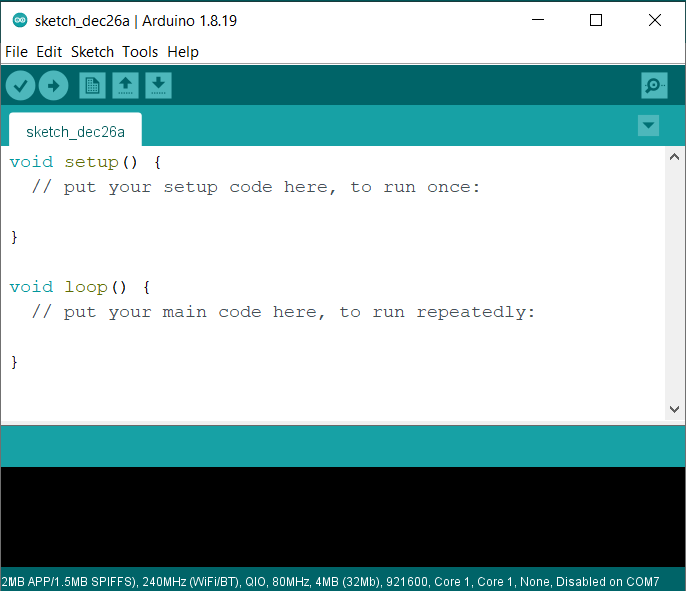 sketch_dec26a | Arduino 1.8.19
File Edit Sketch Tools Help
sketch_dec26a
void setup() {
  // put your setup code here, to run once:
}
void loop() {
  // put your main code here, to run repeatedly:
}
2MB APP/1.5MB SPIFFS), 240MHz (WiFi/BT), QIO, 80MHz, 4MB (32Mb), 921600, Core 1, Core 1, None, Disabled on COM7